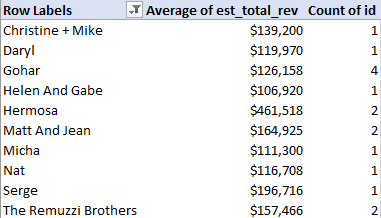 Row Labels Average of est_total_rev Count of id
Christine + Mike $139,200 1
Daryl $119,970 1
Gohar $126,158 4
Helen And Gabe $106,920 1
Hermosa $461,518 2
Matt And Jean $164,925 2
Micha $111,300 1
Nat $116,708 1
Serge $196,716 1
The Remuzzi Brothers $157,466 2